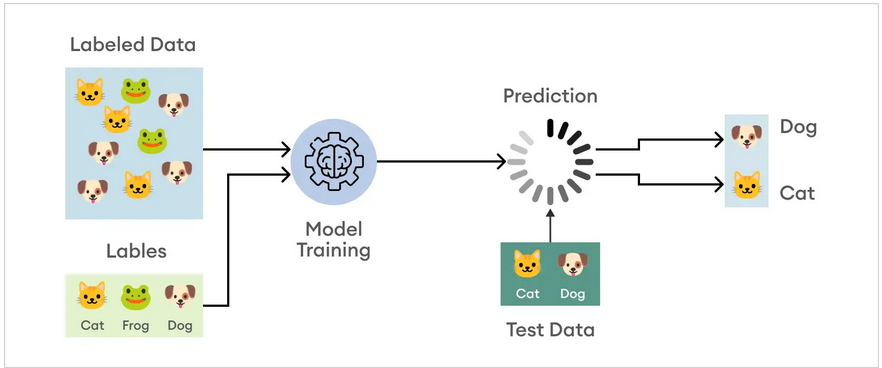 Labeled Data
Prediction
Dog
Cat
Model
Training
Lables
Cat Frog Dog
Cat Dog
Test Data